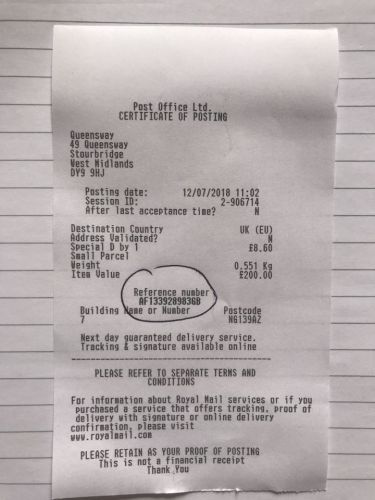 Post Office Ltd.
CERTIFICATE OF POSTING
Queensway
49 Queensway
Stourbridge
West Midlands
DY9 9HJ
Posting date: 12/07/2018 11:02
Session ID: 2-906714
After last acceptance time? N
Destination Country UK (EU)
Address Validated? N
Special D by 1 £8.60
Small Parcel
Weight 0.551 Kg
Item Value £200.00
Reference number
AF133928983GB
Building Name or Number Postcode
7 NG139AZ
Next day guaranteed delivery service.
Tracking & signature available online
PLEASE REFER TO SEPARATE TERMS AND
CONDITIONS
For information about Royal Mail services or if you
purchased a service that offers tracking, proof of
delivery with signature or online delivery
confirmation, please visit
www.royalmail.com
PLEASE RETAIN AS YOUR PROOF OF POSTING
This is not a financial receipt
Thank You